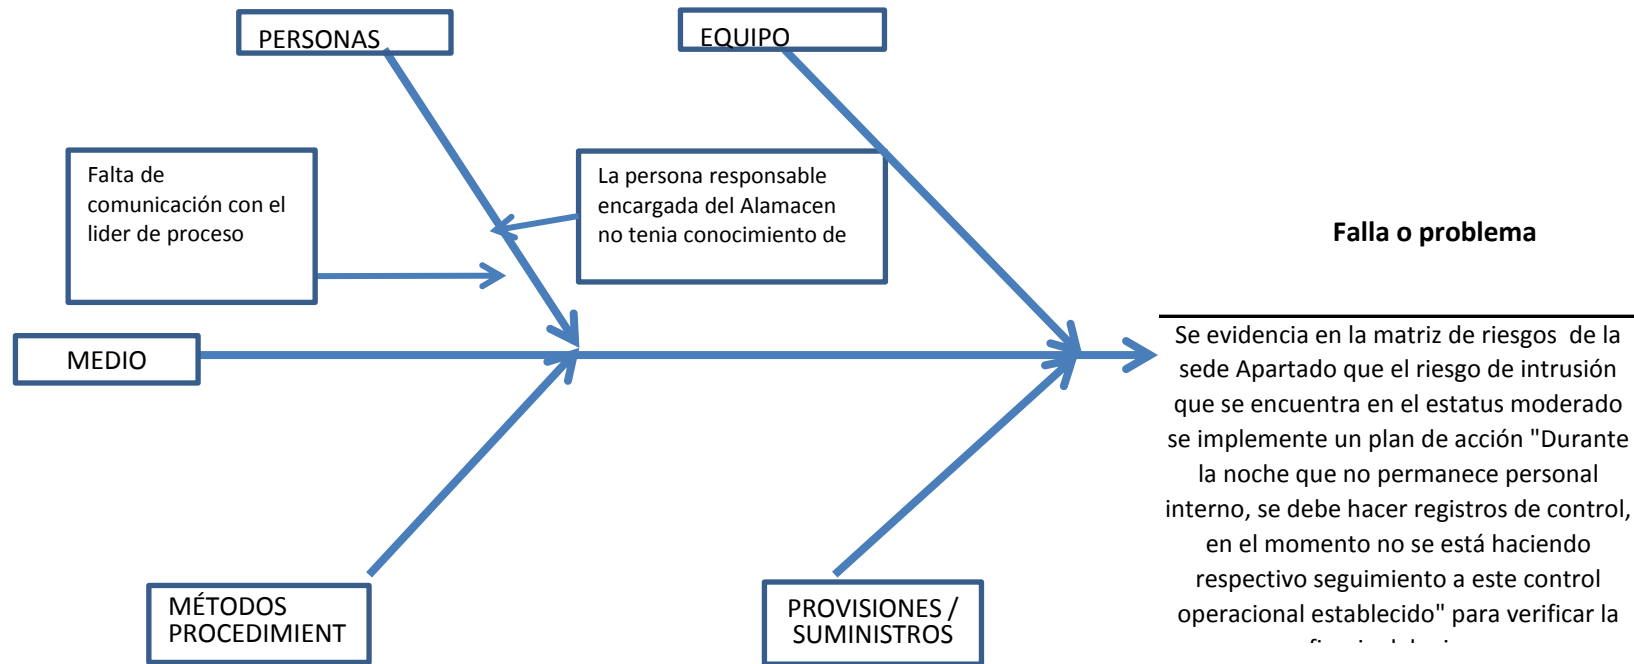 PERSONAS
EQUIPO
Falta de
comunicación con el
lider de proceso
La persona responsable
encargada del Alamacen
no tenia conocimiento de
Falla o problema
MEDIO
Se evidencia en la matriz de riesgos de la
sede Apartado que el riesgo de intrusión
que se encuentra en el estatus moderado
se implemente un plan de acción "Durante
la noche que no permanece personal
interno, se debe hacer registros de control,
en el momento no se está haciendo
respectivo seguimiento a este control
operacional establecido" para verificar la
MÉTODOS
PROCEDIMIENT
PROVISIONES /
SUMINISTROS